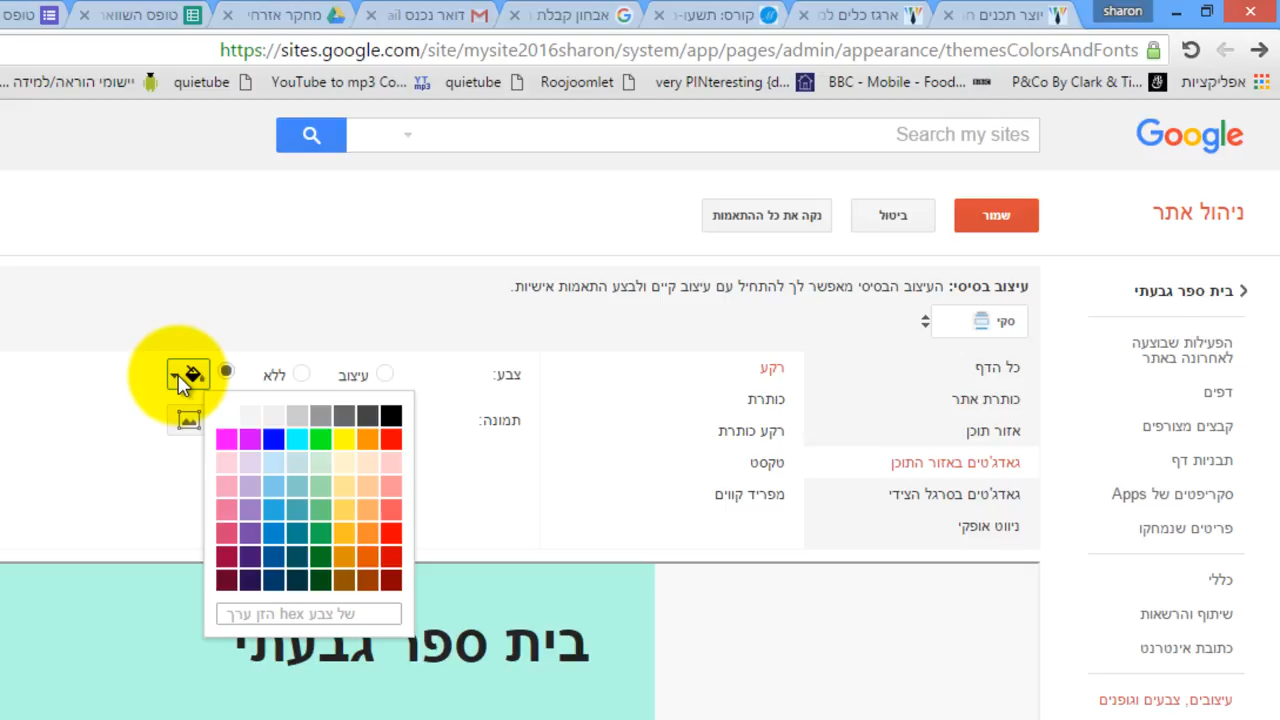 יוצר תכנים חו
ארגז כלים למ
קורס: תשעו-ב
אבחון קבלת ו
דואר נכנס ail
מחקר אזרחי
טופס השוואר
טופס
sharon
https://sites.google.com/site/mysite2016sharon/system/app/pages/admin/appearance/themesColorsAndFonts
אפליקציות
P&Co By Clark & Ti...
BBC - Mobile - Food...
very PINteresting {d...
Roojoomlet
quietube
YouTube to mp3 Co...
quietube
יישומי הוראה/למידה ...
Google
Search my sites
ניהול אתר
שמור
ביטול
נקה את כל ההתאמות
בית ספר גבעתי
הפעילות שבוצעה
לאחרונה באתר
דפים
קבצים מצורפים
תבניות דף
סקריפטים של Apps
פריטים שנמחקו
כללי
שיתוף והרשאות
כתובת אינטרנט
עיצובים, צבעים וגופנים
עיצוב בסיסי: העיצוב הבסיסי מאפשר לך להתחיל עם עיצוב קיים ולבצע התאמות אישיות.
סקי
כל הדף
כותרת אתר
אזור תוכן
גאדג'טים באזור התוכן
גאדג'טים בסרגל הצידי
ניווט אופקי
רקע
כותרת
רקע כותרת
טקסט
מפריד קווים
צבע:
עיצוב
ללא
תמונה:
של צבע hex הזן ערך
בית ספר גבעתי